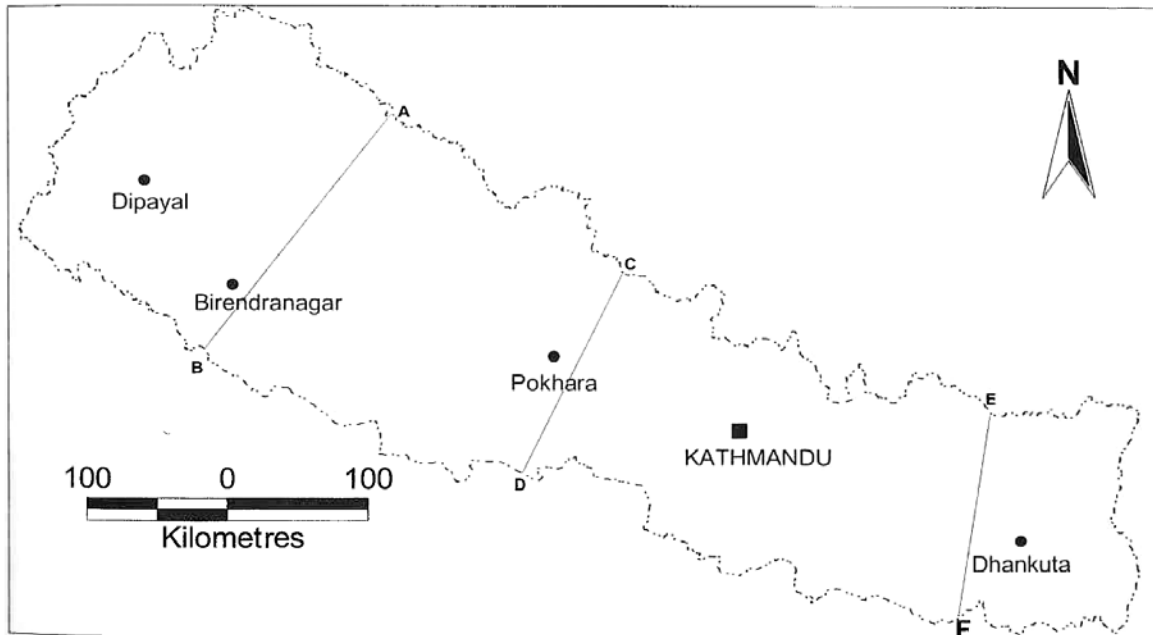 N
A
Dipayal
C
Birendranagar
B
Pokhara
E
KATHMANDU
100 0 100
D
Kilometres
Dhankuta
F